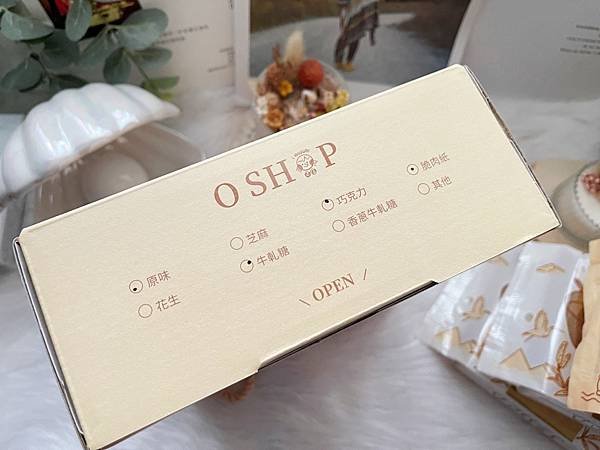 O SHOP
原味
芝麻
巧克力
脆肉紙
花生
牛軋糖
香蔥牛軋糖
其他
\ OPEN /